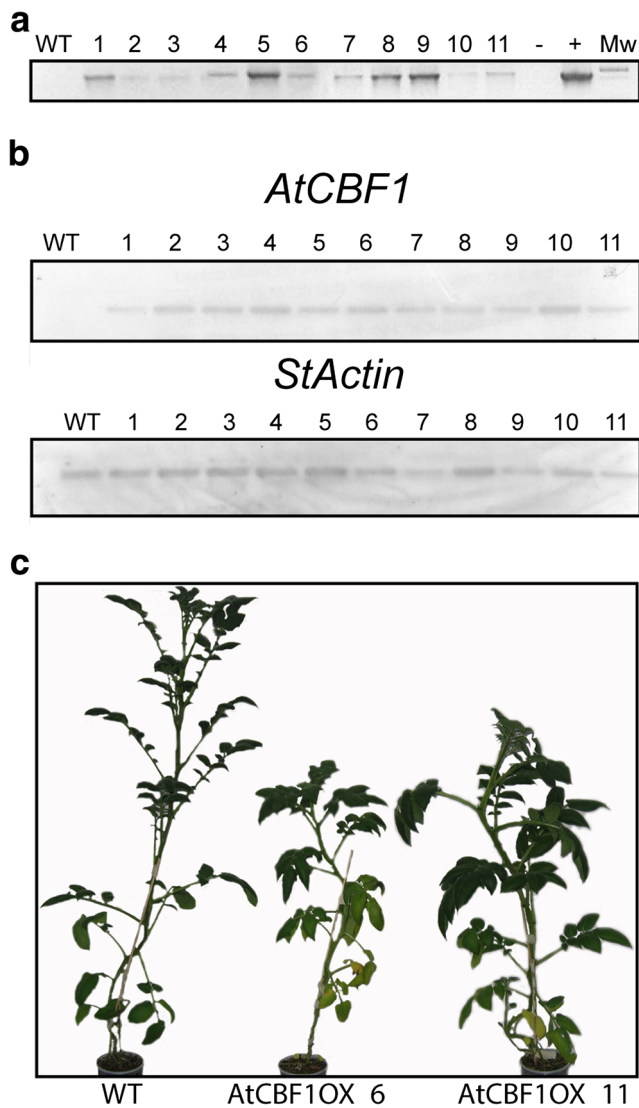 a
WT 1 2 3 4 5 6 7 8 9 10 11 - + Mw
b
AtCBF1
WT 1 2 3 4 5 6 7 8 9 10 11
StActin
WT 1 2 3 4 5 6 7 8 9 10 11
c
WT AtCBF1OX 6 AtCBF1OX 11